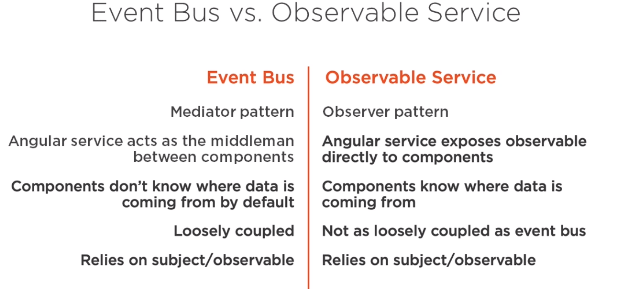 Event Bus vs. Observable Service
Event Bus
Observable Service
Mediator pattern
Observer pattern
Angular service acts as the middleman
between components
Angular service exposes observable
directly to components
Components don't know where data is
coming from by default
Components know where data is
coming from
Loosely coupled
Not as loosely coupled as event bus
Relies on subject/observable
Relies on subject/observable